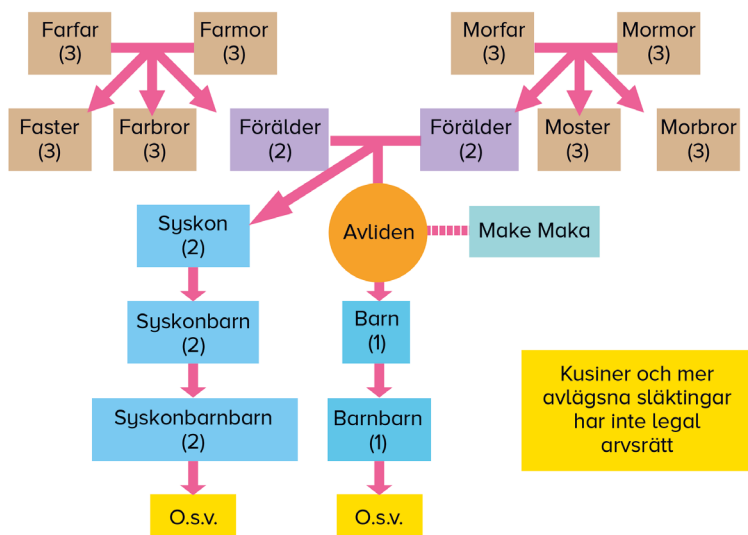 Farfar
(3)
Farmor
(3)
Morfar
(3)
Mormor
(3)
Faster
(3)
Farbror
(3)
Förälder
(2)
Förälder
(2)
Moster
(3)
Morbror
(3)
Syskon
(2)
Avliden
Make Maka
Syskonbarn
(2)
Barn
(1)
Kusiner och mer
avlägsna släktingar
har inte legal
arvsrätt
Syskonbarnbarn
(2)
Barnbarn
(1)
O.s.v.
O.s.v.